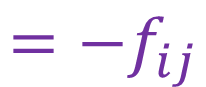 = −f_{ij}